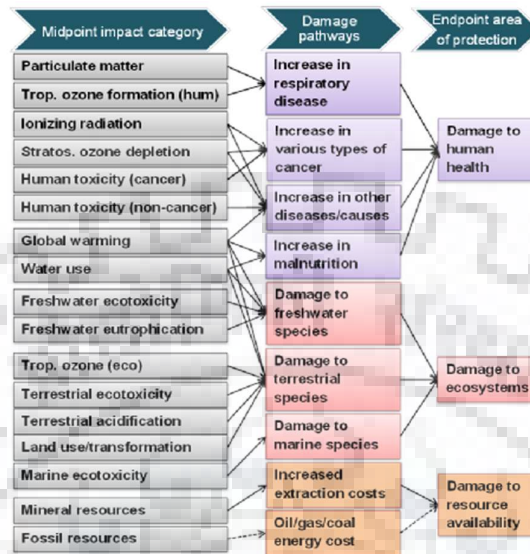 Midpoint impact category
Damage
pathways
Endpoint area
of protection
Particulate matter
Trop. ozone formation (hum)
Ionizing radiation
Stratos. ozone depletion
Human toxicity (cancer)
Human toxicity (non-cancer)
Global warming
Water use
Freshwater ecotoxicity
Freshwater eutrophication
Trop. ozone (eco)
Terrestrial ecotoxicity
Terrestrial acidification
Land use/transformation
Marine ecotoxicity
Mineral resources
Fossil resources
Increase in
respiratory
disease
Increase in
various types of
cancer
Increase in other
diseases/causes
Increase in
malnutrition
Damage to
freshwater
species
Damage to
terrestrial
species
Damage to
marine species
Increased
extraction costs
Oil/gas/coal
energy cost
Damage to
human
health
Damage to
ecosystems
Damage to
resource
availability